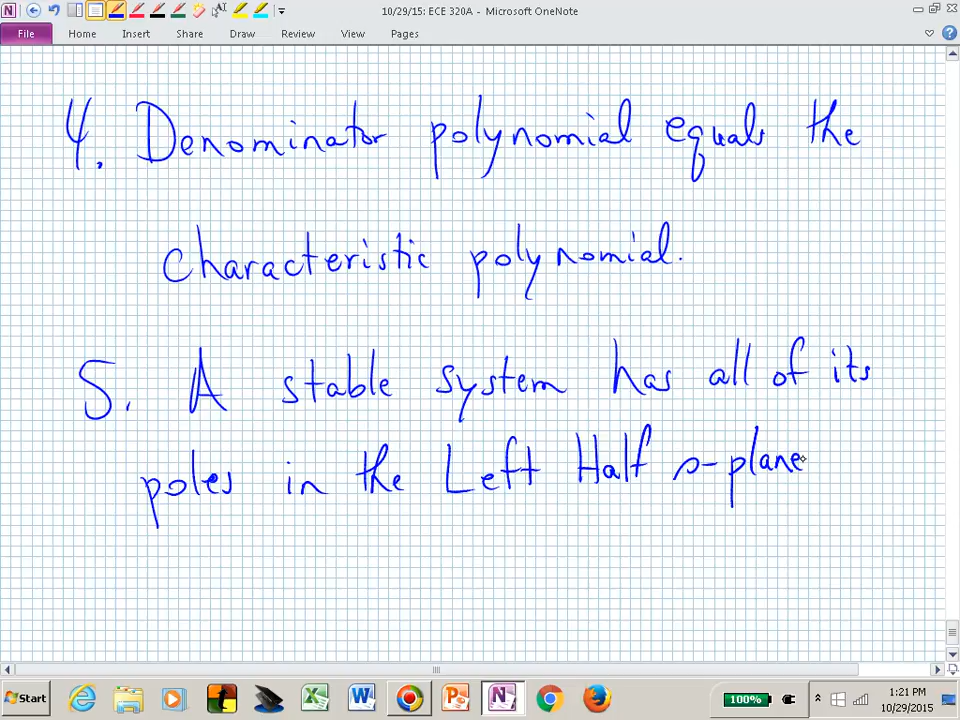 10/29/15: ECE 320A - Microsoft OneNote
File Home Insert Share Draw Review View Pages
4. Denominator polynomial equals the
characteristic polynomial.
5. A stable system has all of its
poles in the Left Half s-plane
Start 100% 1:21 PM
10/29/2015